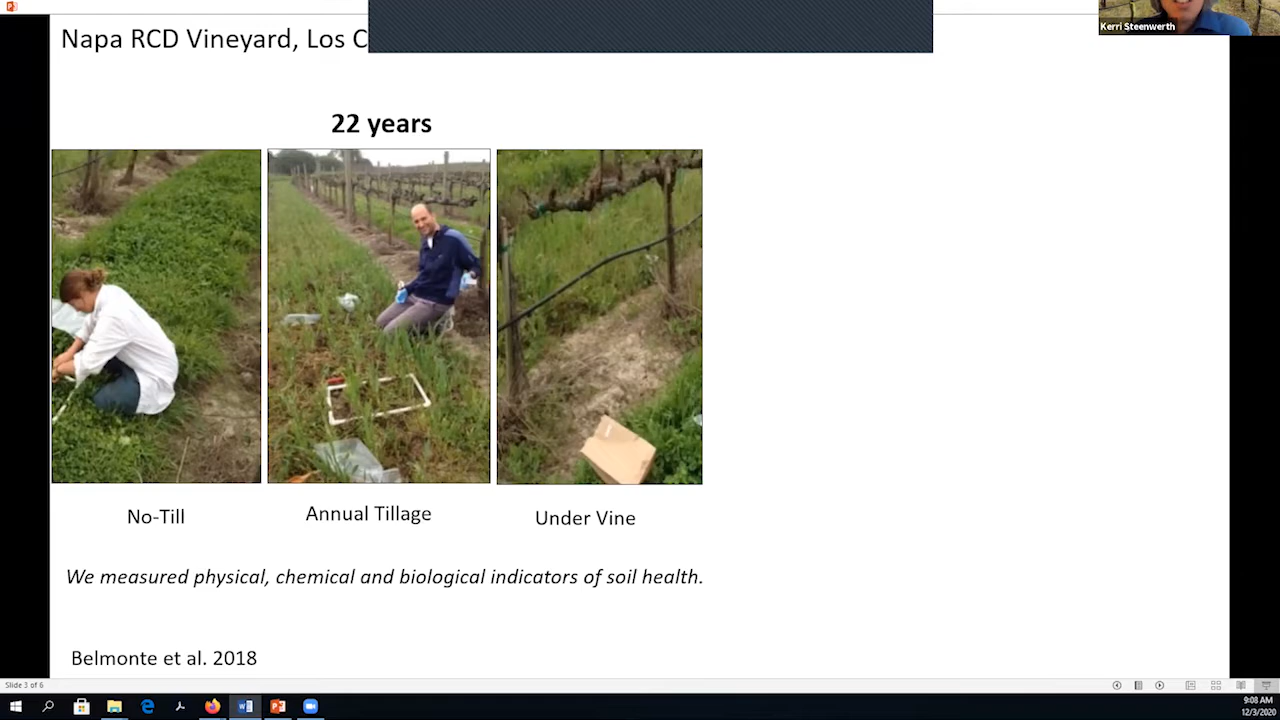 Napa RCD Vineyard, Los C
Kerri Steenwerth
22 years
No-Till
Annual Tillage
Under Vine
We measured physical, chemical and biological indicators of soil health.
Belmonte et al. 2018
Slide 3 of 6
9:08 AM
12/3/2020